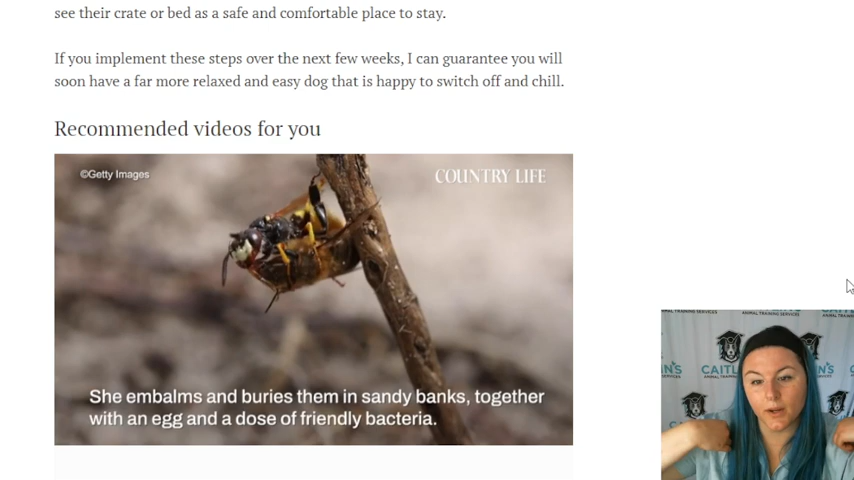 see their crate or bed as a safe and comfortable place to stay.
If you implement these steps over the next few weeks, I can guarantee you will
soon have a far more relaxed and easy dog that is happy to switch off and chill.
Recommended videos for you
©Getty Images
COUNTRY LIFE
She embalms and buries them in sandy banks, together
with an egg and a dose of friendly bacteria.
ANIMAL TRAINING SERVICES